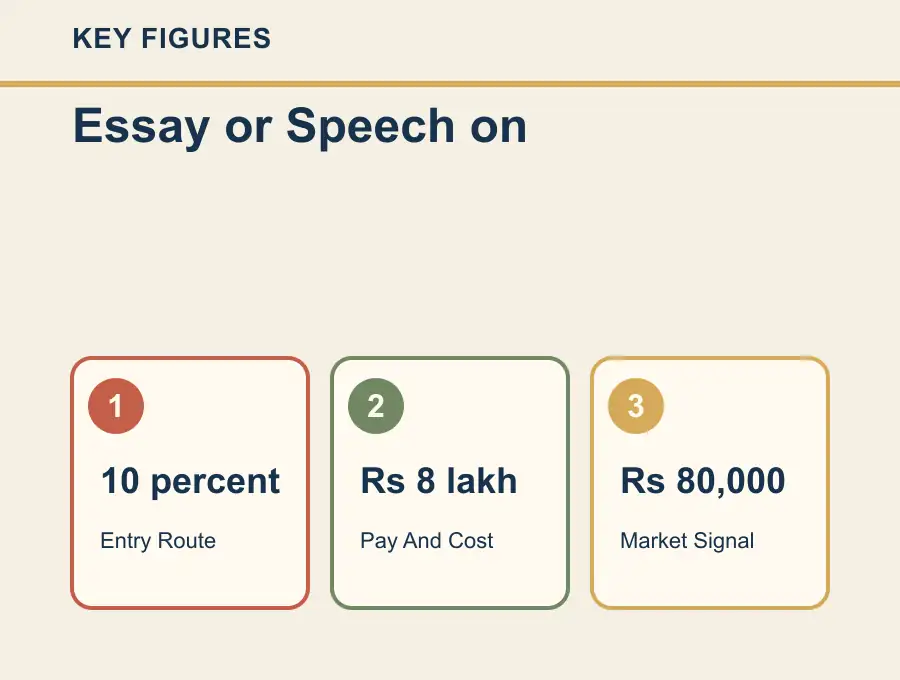 KEY FIGURES
Essay or Speech on
1
10 percent
Entry Route
2
Rs 8 lakh
Pay And Cost
3
Rs 80,000
Market Signal